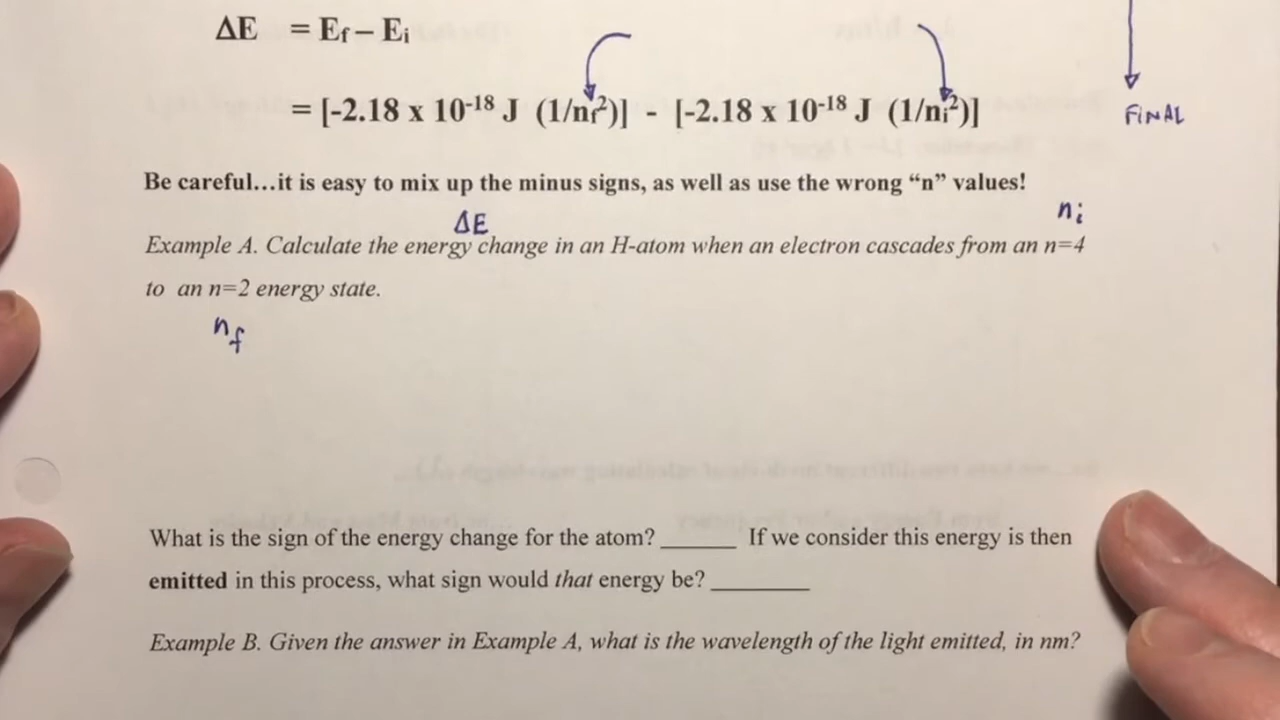 ΔE = Ef – Ei
= [-2.18 x 10⁻¹⁸ J (1/nf²)] - [-2.18 x 10⁻¹⁸ J (1/ni²)]
FINAL
Be careful…it is easy to mix up the minus signs, as well as use the wrong “n” values!
ΔE ni
Example A. Calculate the energy change in an H-atom when an electron cascades from an n=4
to an n=2 energy state.
nf
What is the sign of the energy change for the atom? ______ If we consider this energy is then
emitted in this process, what sign would that energy be? ________
Example B. Given the answer in Example A, what is the wavelength of the light emitted, in nm?